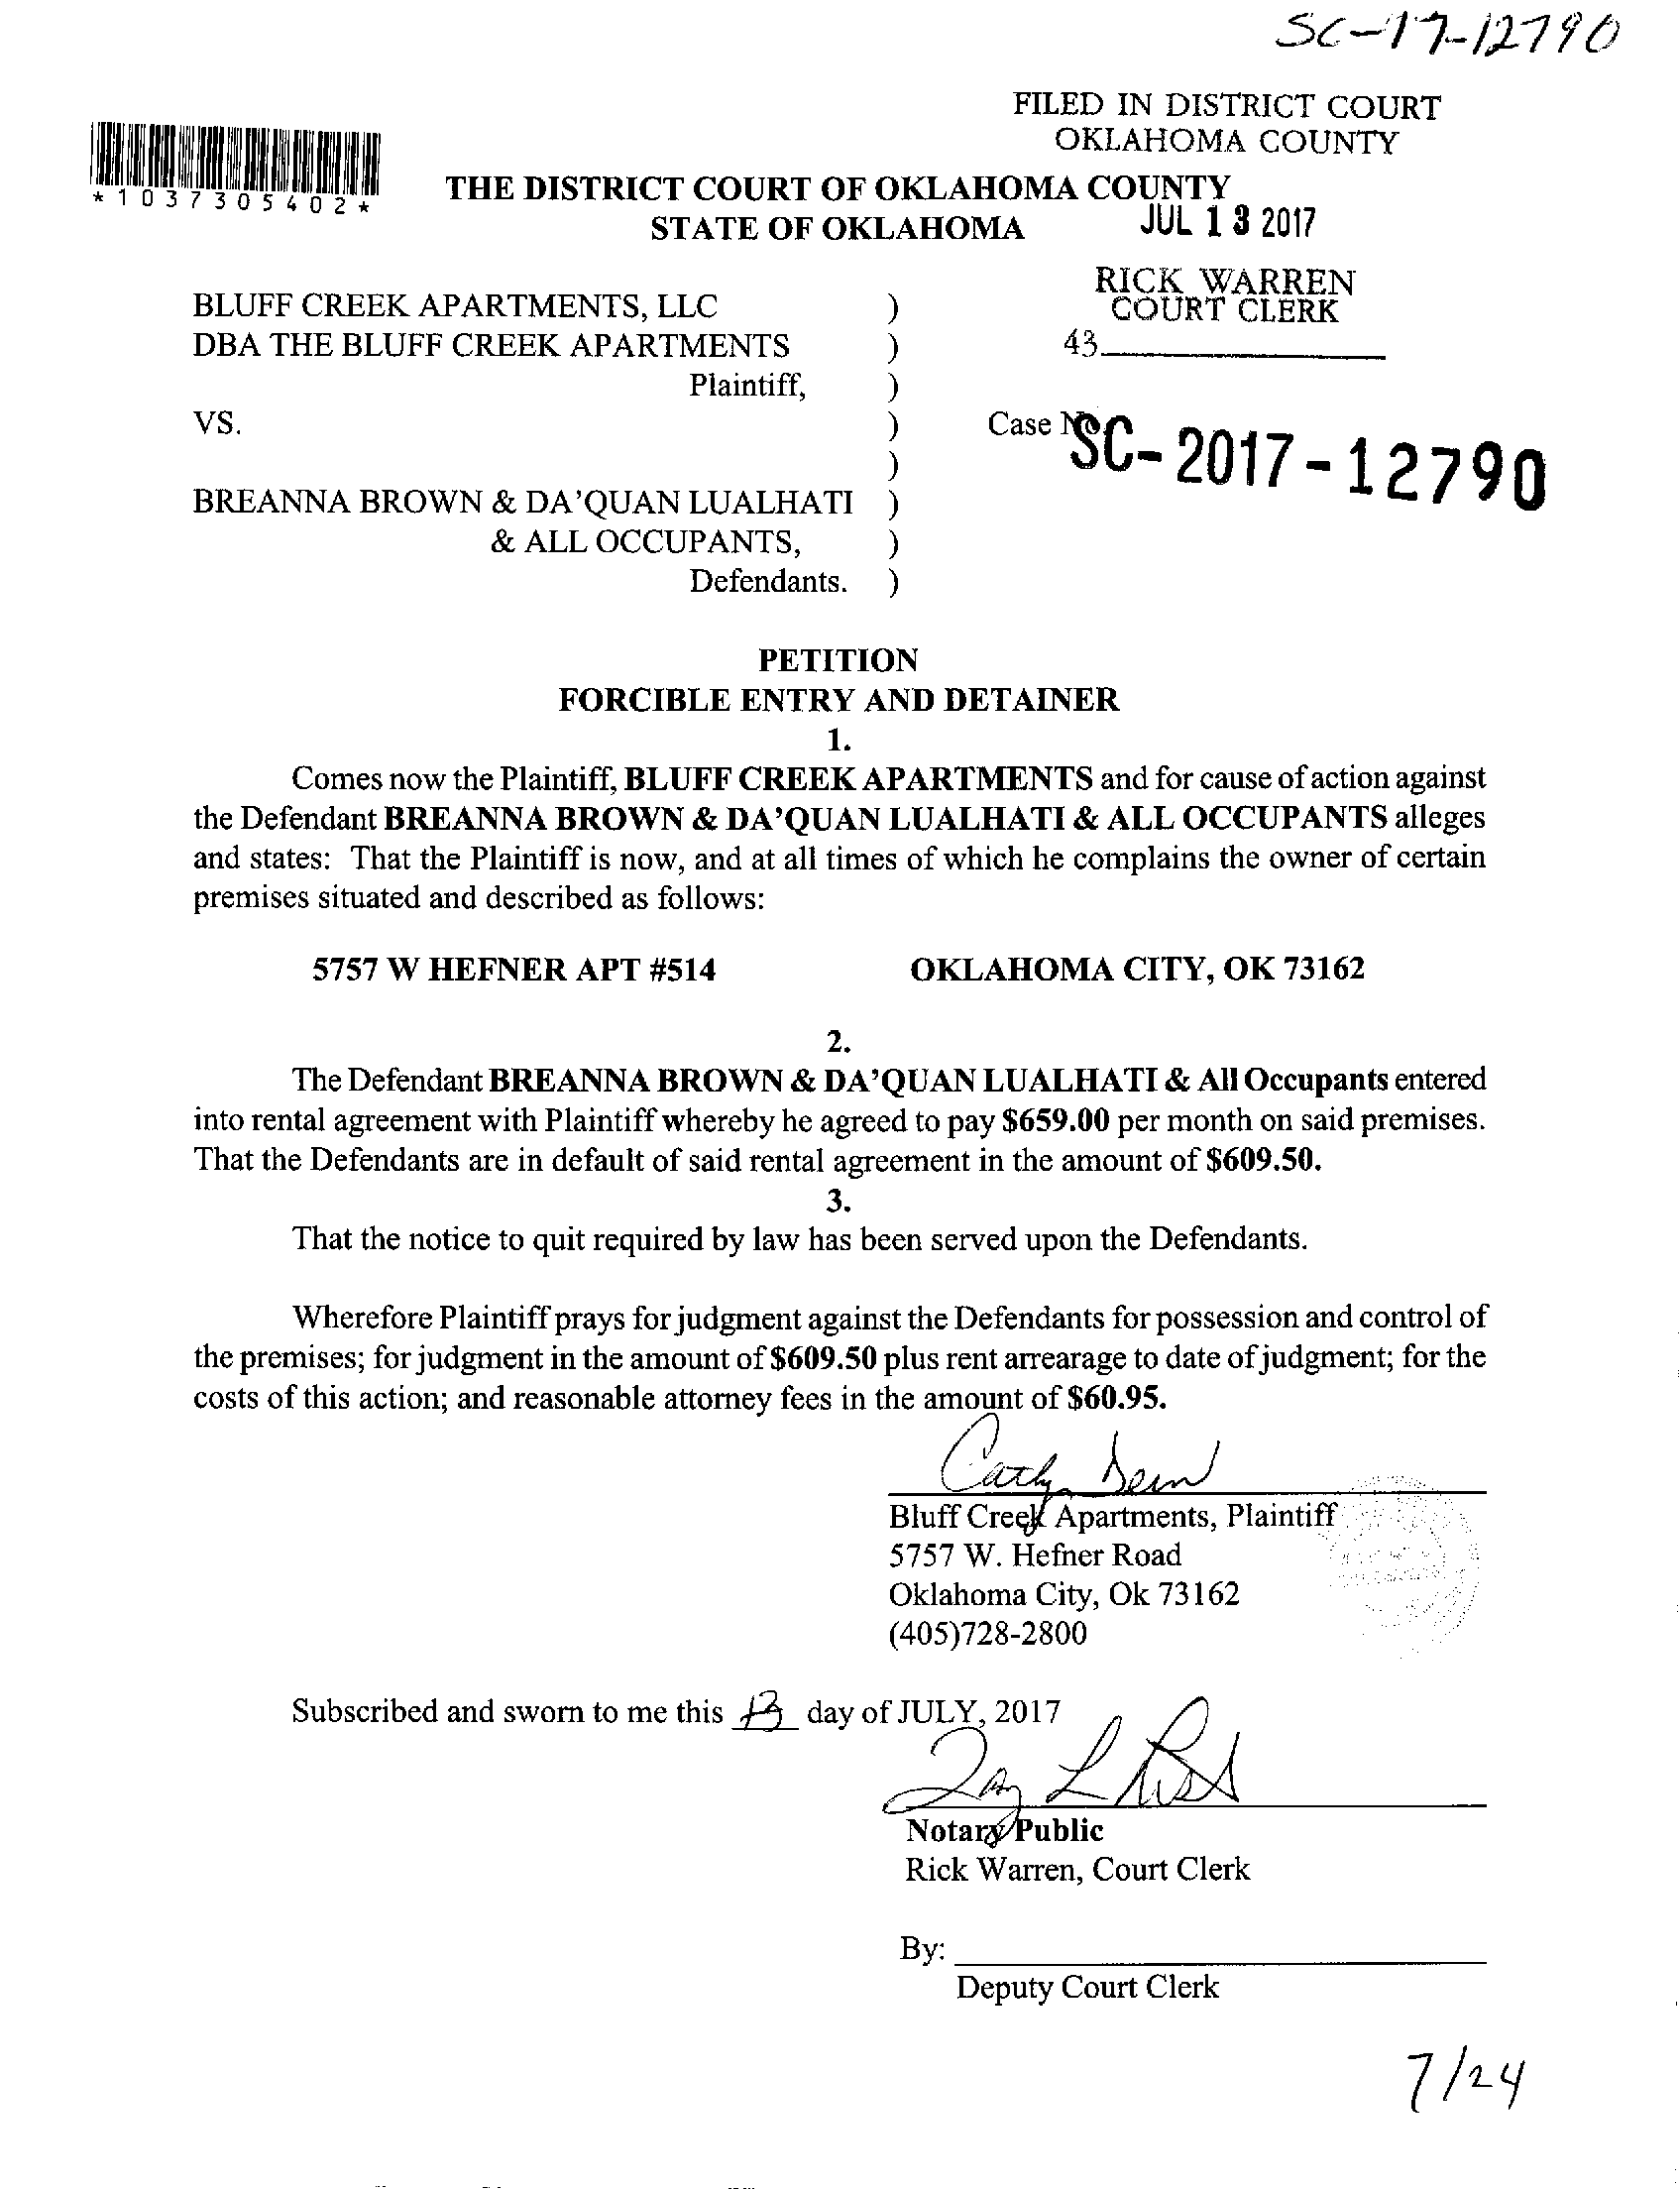 SC-17-12790
FILED IN DISTRICT COURT
OKLAHOMA COUNTY
*1037305402*
THE DISTRICT COURT OF OKLAHOMA COUNTY
STATE OF OKLAHOMA
JUL 13 2017
RICK WARREN
COURT CLERK
43
BLUFF CREEK APARTMENTS, LLC )
DBA THE BLUFF CREEK APARTMENTS )
Plaintiff, )
VS. )
Case No. SC-2017-12790
)
BREANNA BROWN & DA'QUAN LUALHATI )
& ALL OCCUPANTS, )
Defendants. )
PETITION
FORCIBLE ENTRY AND DETAINER
1.
Comes now the Plaintiff, BLUFF CREEK APARTMENTS and for cause of action against
the Defendant BREANNA BROWN & DA'QUAN LUALHATI & ALL OCCUPANTS alleges
and states: That the Plaintiff is now, and at all times of which he complains the owner of certain
premises situated and described as follows:
5757 W HEFNER APT #514 OKLAHOMA CITY, OK 73162
2.
The Defendant BREANNA BROWN & DA'QUAN LUALHATI & All Occupants entered
into rental agreement with Plaintiff whereby he agreed to pay $659.00 per month on said premises.
That the Defendants are in default of said rental agreement in the amount of $609.50.
3.
That the notice to quit required by law has been served upon the Defendants.
Wherefore Plaintiff prays for judgment against the Defendants for possession and control of
the premises; for judgment in the amount of $609.50 plus rent arrearage to date of judgment; for the
costs of this action; and reasonable attorney fees in the amount of $60.95.
Cathy
Bluff Creek Apartments, Plaintiff
5757 W. Hefner Road
Oklahoma City, Ok 73162
(405)728-2800
Subscribed and sworn to me this 13 day of JULY, 2017
Notary Public
Rick Warren, Court Clerk
By:
Deputy Court Clerk
7/24